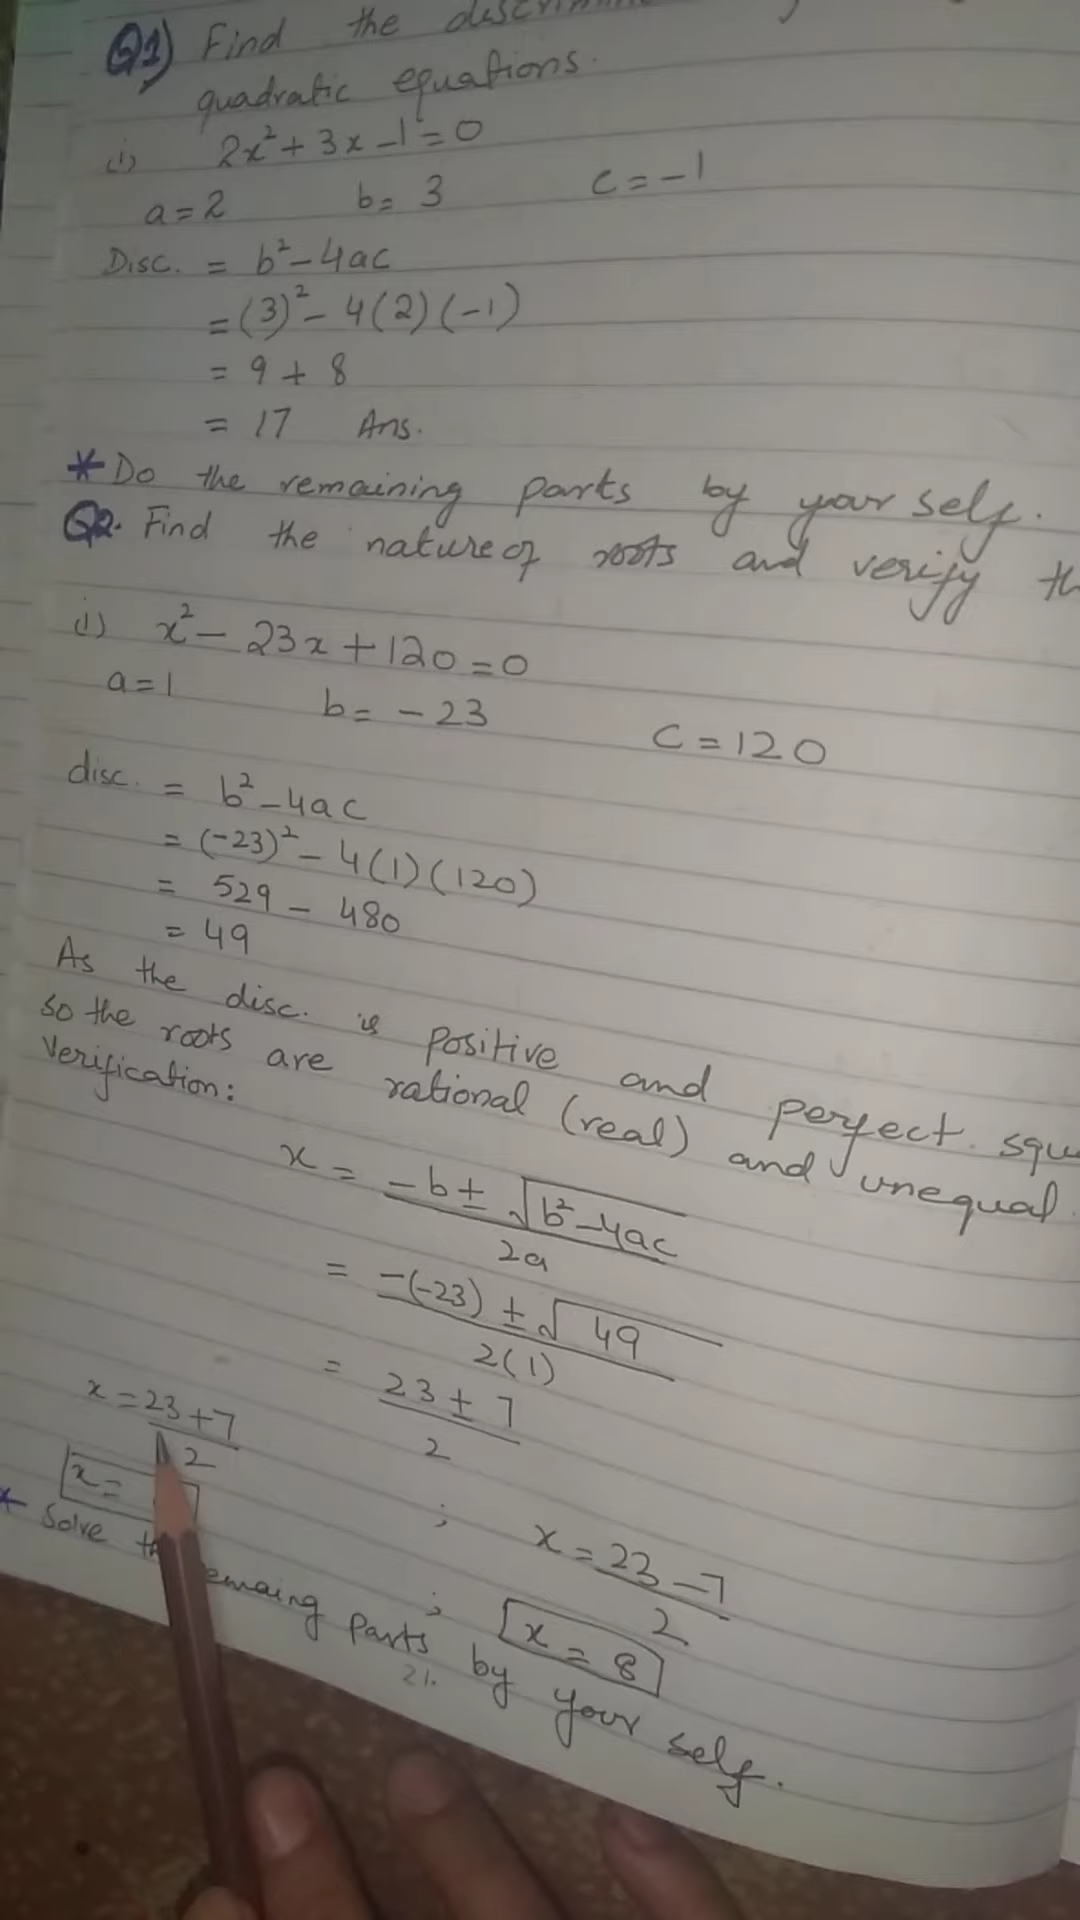 Q1) Find the
quadratic equations.
(i) 2x² + 3x - 1 = 0
a = 2 b = 3 c = -1
Disc. = b² - 4ac
= (3)² - 4(2)(-1)
= 9 + 8
= 17 Ans.
* Do the remaining parts by your self.
Q2. Find the nature of roots and verify
(i) x² - 23x + 120 = 0
a = 1 b = -23 c = 120
disc. = b² - 4ac
= (-23)² - 4(1)(120)
= 529 - 480
= 49
As the disc. is positive and perfect
so the roots are rational (real) and unequal.
Verification:
x = -b ± √b² - 4ac / 2a
= -(-23) ± √49 / 2(1)
= 23 ± 7 / 2
x = 23 + 7 / 2 ; x = 23 - 7 / 2
x = ; x = 8
* Solve parts by your self.
21.